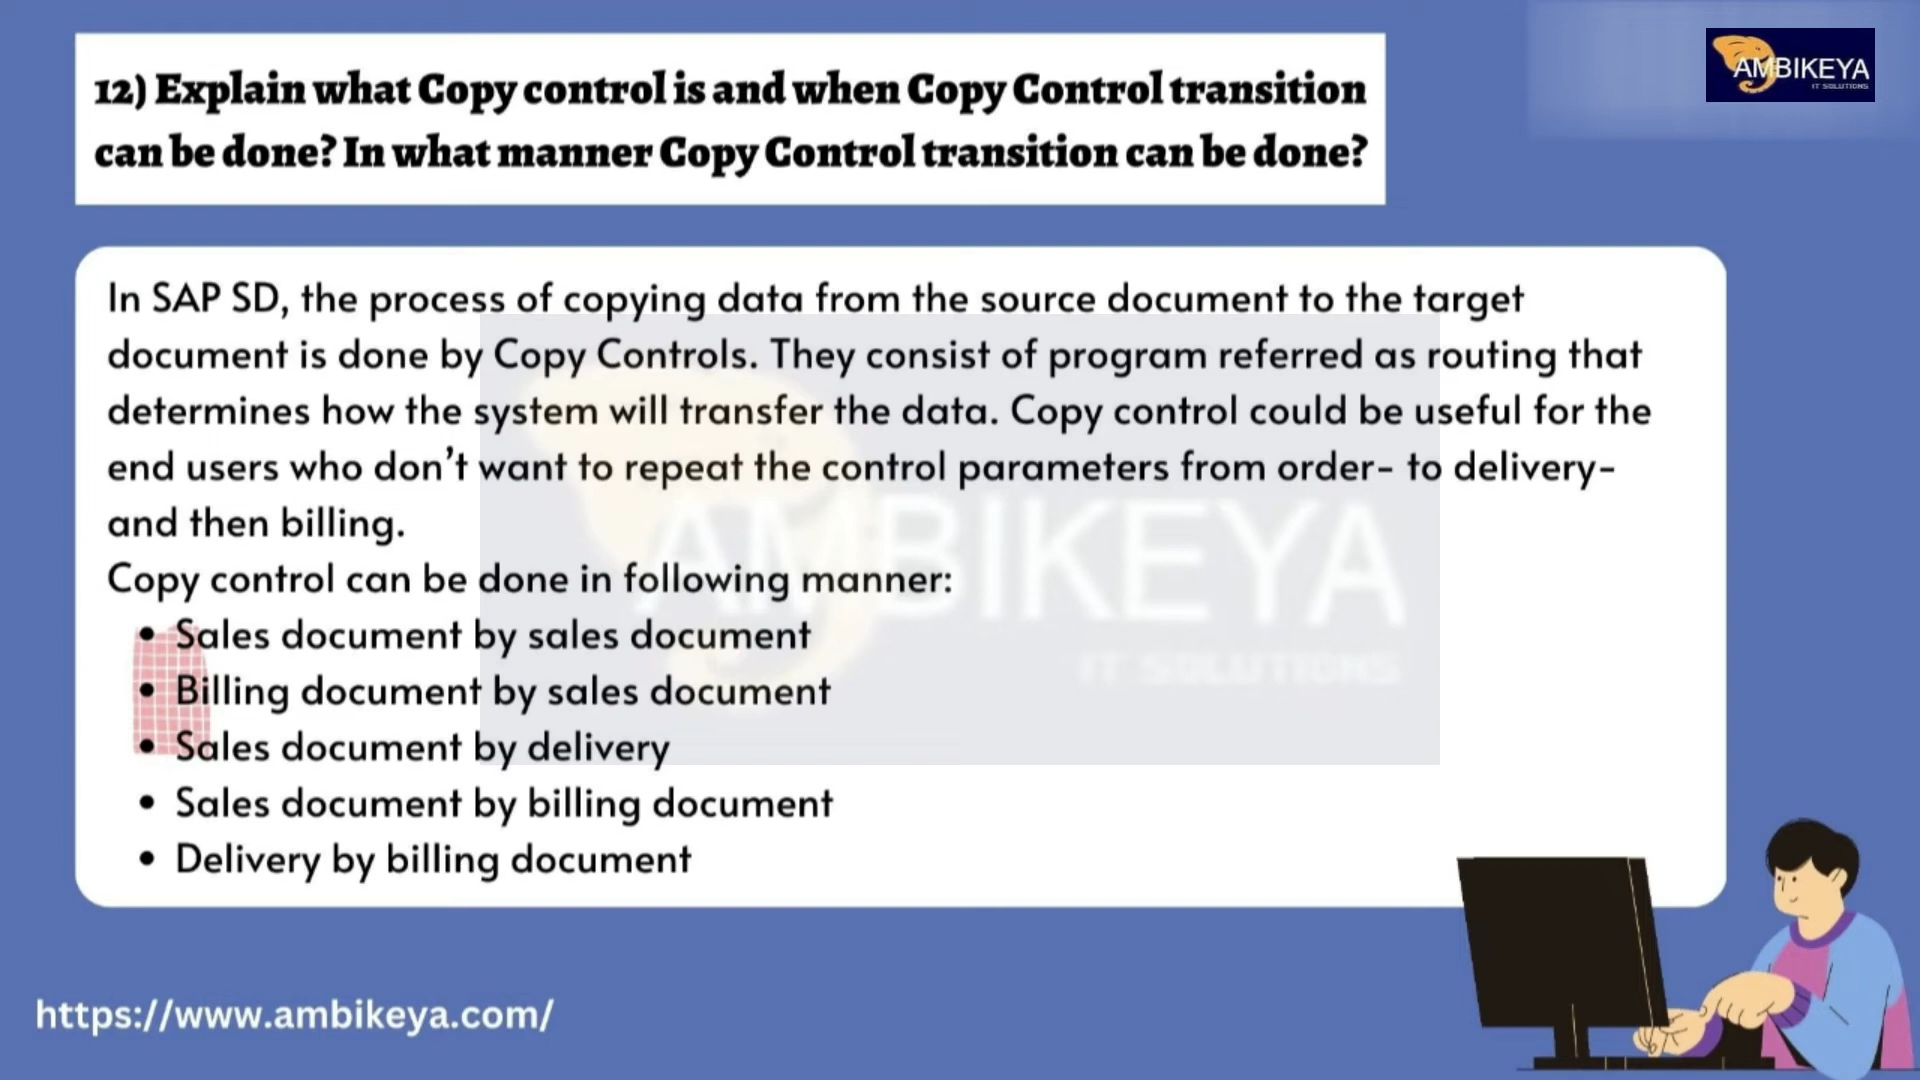 AMBIKEYA
IT SOLUTIONS
12) Explain what Copy control is and when Copy Control transition
can be done? In what manner Copy Control transition can be done?
In SAP SD, the process of copying data from the source document to the target
document is done by Copy Controls. They consist of program referred as routing that
determines how the system will transfer the data. Copy control could be useful for the
end users who don't want to repeat the control parameters from order- to delivery-
and then billing.
Copy control can be done in following manner:
• Sales document by sales document
• Billing document by sales document
• Sales document by delivery
• Sales document by billing document
• Delivery by billing document
AMBIKEYA
IT SOLUTIONS
https://www.ambikeya.com/